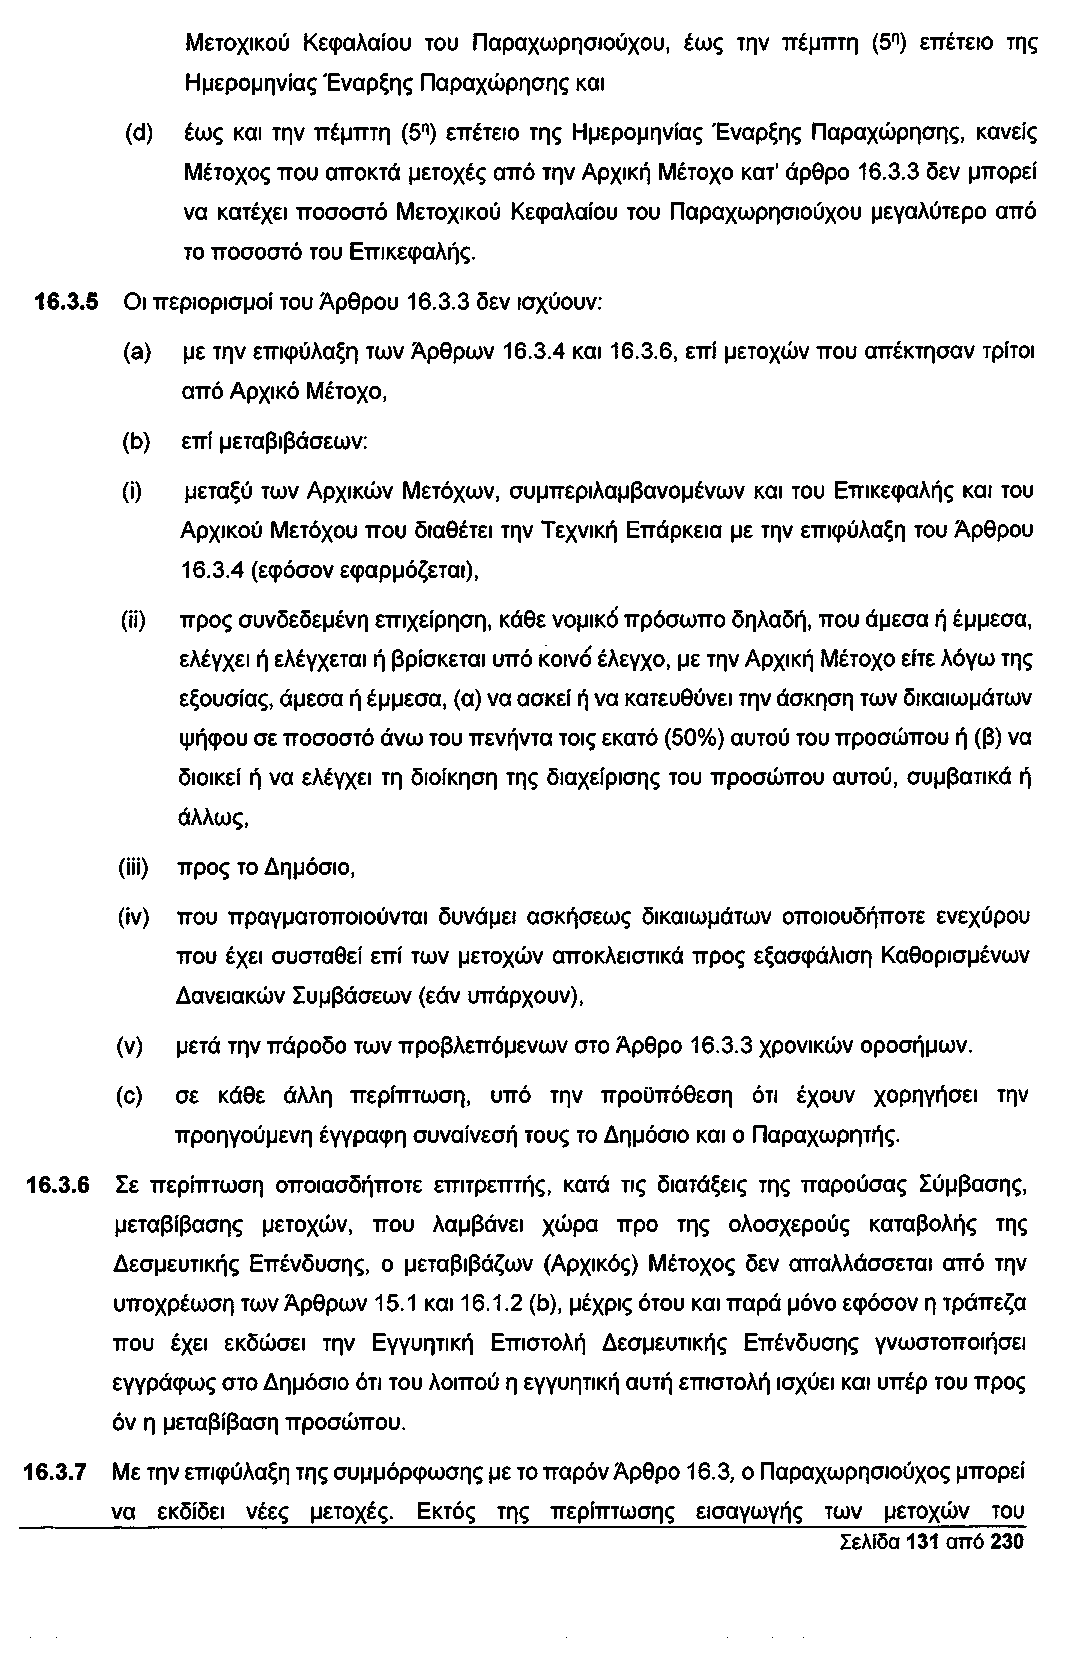 Μετοχικού Κεφαλαίου του Παραχωρησιούχου, έως την πέμπτη (5η) επέτειο της
Ημερομηνίας Έναρξης Παραχώρησης και
(d) έως και την πέμπτη (5η) επέτειο της Ημερομηνίας Έναρξης Παραχώρησης, κανείς
Μέτοχος που αποκτά μετοχές από την Αρχική Μέτοχο κατ' άρθρο 16.3.3 δεν μπορεί
να κατέχει ποσοστό Μετοχικού Κεφαλαίου του Παραχωρησιούχου μεγαλύτερο από
το ποσοστό του Επικεφαλής.
16.3.5 Οι περιορισμοί του Άρθρου 16.3.3 δεν ισχύουν:
(a) με την επιφύλαξη των Άρθρων 16.3.4 και 16.3.6, επί μετοχών που απέκτησαν τρίτοι
από Αρχικό Μέτοχο,
(b) επί μεταβιβάσεων:
(i) μεταξύ των Αρχικών Μετόχων, συμπεριλαμβανομένων και του Επικεφαλής και του
Αρχικού Μετόχου που διαθέτει την Τεχνική Επάρκεια με την επιφύλαξη του Άρθρου
16.3.4 (εφόσον εφαρμόζεται),
(ii) προς συνδεδεμένη επιχείρηση, κάθε νομικό πρόσωπο δηλαδή, που άμεσα ή έμμεσα,
ελέγχει ή ελέγχεται ή βρίσκεται υπό κοινό έλεγχο, με την Αρχική Μέτοχο είτε λόγω της
εξουσίας, άμεσα ή έμμεσα, (α) να ασκεί ή να κατευθύνει την άσκηση των δικαιωμάτων
ψήφου σε ποσοστό άνω του πενήντα τοις εκατό (50%) αυτού του προσώπου ή (β) να
διοικεί ή να ελέγχει τη διοίκηση της διαχείρισης του προσώπου αυτού, συμβατικά ή
άλλως,
(iii) προς το Δημόσιο,
(iv) που πραγματοποιούνται δυνάμει ασκήσεως δικαιωμάτων οποιουδήποτε ενεχύρου
που έχει συσταθεί επί των μετοχών αποκλειστικά προς εξασφάλιση Καθορισμένων
Δανειακών Συμβάσεων (εάν υπάρχουν),
(v) μετά την πάροδο των προβλεπόμενων στο Άρθρο 16.3.3 χρονικών οροσήμων.
(c) σε κάθε άλλη περίπτωση, υπό την προϋπόθεση ότι έχουν χορηγήσει την
προηγούμενη έγγραφη συναίνεσή τους το Δημόσιο και ο Παραχωρητής.
16.3.6 Σε περίπτωση οποιασδήποτε επιτρεπτής, κατά τις διατάξεις της παρούσας Σύμβασης,
μεταβίβασης μετοχών, που λαμβάνει χώρα προ της ολοσχερούς καταβολής της
Δεσμευτικής Επένδυσης, ο μεταβιβάζων (Αρχικός) Μέτοχος δεν απαλλάσσεται από την
υποχρέωση των Άρθρων 15.1 και 16.1.2 (b), μέχρις ότου και παρά μόνο εφόσον η τράπεζα
που έχει εκδώσει την Εγγυητική Επιστολή Δεσμευτικής Επένδυσης γνωστοποιήσει
εγγράφως στο Δημόσιο ότι του λοιπού η εγγυητική αυτή επιστολή ισχύει και υπέρ του προς
όν η μεταβίβαση προσώπου.
16.3.7 Με την επιφύλαξη της συμμόρφωσης με το παρόν Άρθρο 16.3, ο Παραχωρησιούχος μπορεί
να εκδίδει νέες μετοχές. Εκτός της περίπτωσης εισαγωγής των μετοχών του
Σελίδα 131 από 230